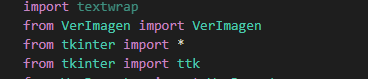 import textwrap
from VerImagen import VerImagen
from tkinter import *
from tkinter import ttk